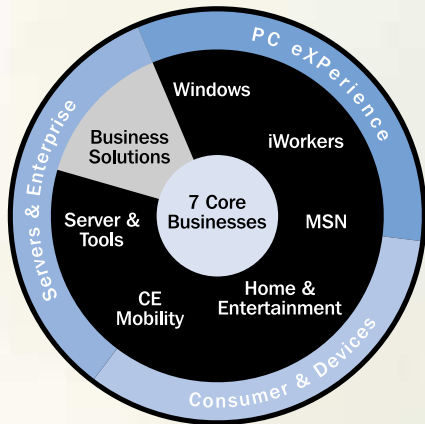 PC eXPerience
Windows
iWorkers
Business
Solutions
Servers & Enterprise
7 Core
Businesses
Server &
Tools
MSN
CE
Mobility
Home &
Entertainment
Consumer & Devices